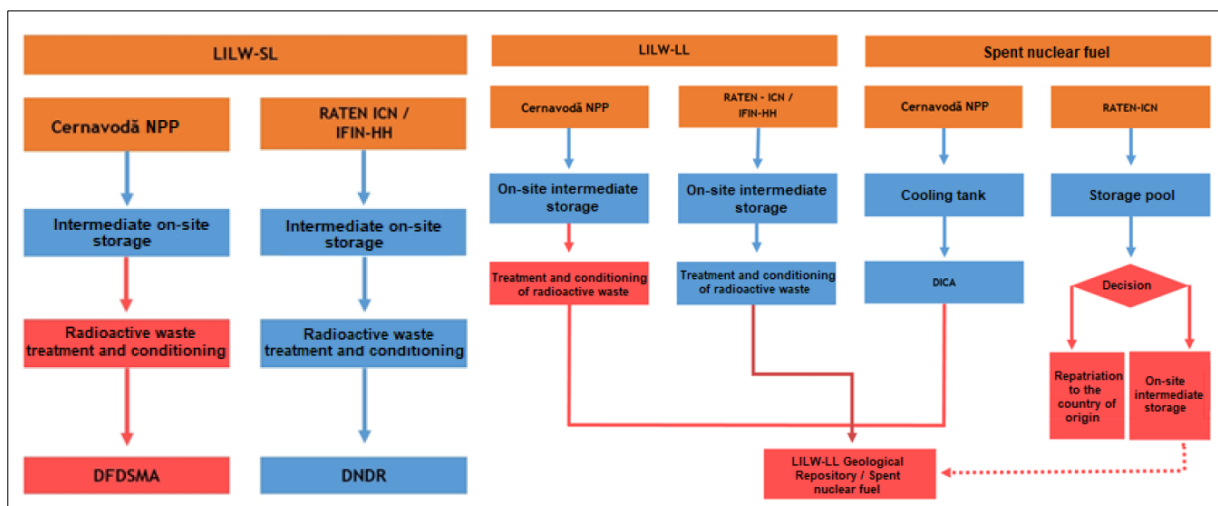 LILW-SL
Cernavodă NPP
RATEN ICN /
IFIN-HH
Intermediate on-site
storage
Intermediate on-site
storage
Radioactive waste
treatment and conditioning
Radioactive waste
treatment and conditioning
DFDSMA
DNDR
LILW-LL
Cernavodă NPP
RATEN - ICN /
IFIN-HH
On-site intermediate
storage
On-site intermediate
storage
Treatment and conditioning
of radioactive waste
Treatment and conditioning
of radioactive waste
Spent nuclear fuel
Cernavodă NPP
RATEN-ICN
Cooling tank
Storage pool
DICA
Decision
Repatriation
to the
country of
origin
On-site
intermediate
storage
LILW-LL Geological
Repository / Spent
nuclear fuel